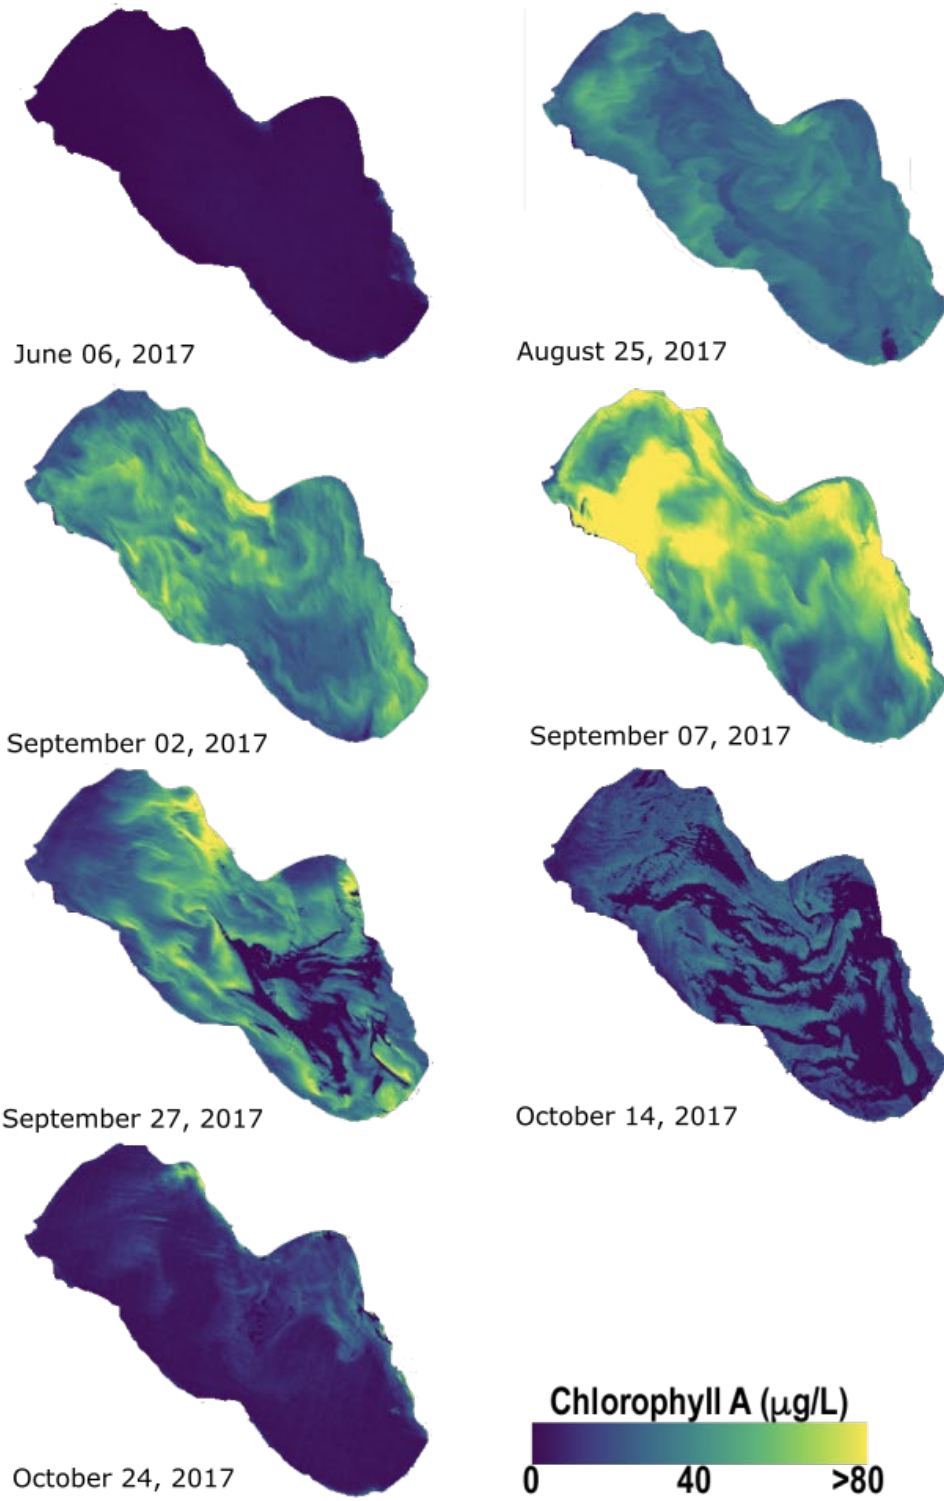 June 06, 2017
August 25, 2017
September 02, 2017
September 07, 2017
September 27, 2017
October 14, 2017
October 24, 2017
Chlorophyll A (μg/L)
0 40 >80